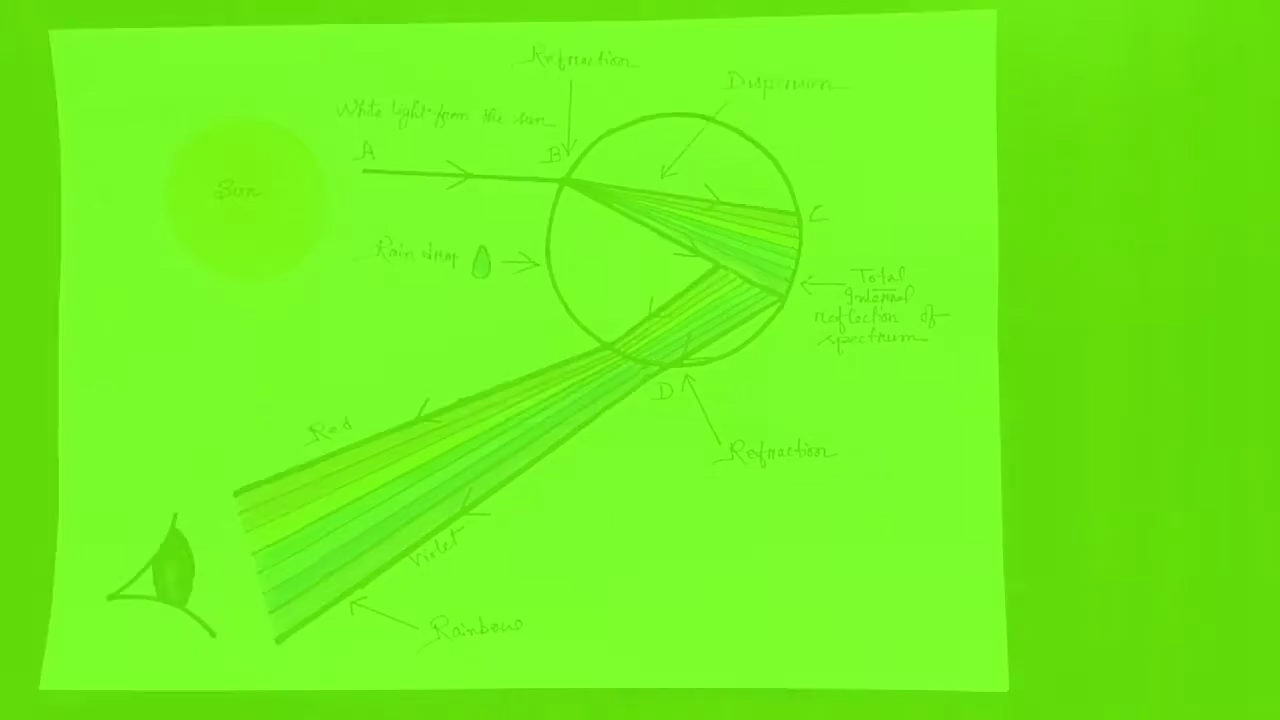 Refraction
Dispersion
White light from the sun
A
B
Sun
C
Rain drop
Total
Internal
reflection of
spectrum
D
Red
Refraction
Violet
Rainbow